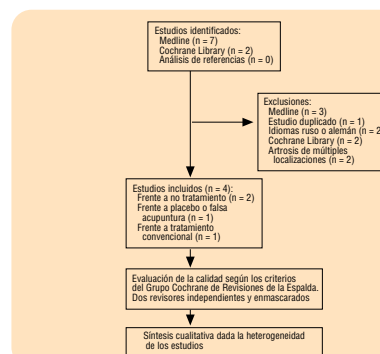 Estudios identificados:
Medline (n = 7)
Cochrane Library (n = 2)
Análisis de referencias (n = 0)
Exclusiones:
Medline (n = 3)
Estudio duplicado (n = 1)
Idiomas ruso o alemán (n = 2
Cochrane Library (n = 2)
Artrosis de múltiples
localizaciones (n = 2)
Estudios incluidos (n = 4):
Frente a no tratamiento (n = 2)
Frente a placebo o falsa
acupuntura (n = 1)
Frente a tratamiento
convencional (n = 1)
Evaluación de la calidad según los criterios
del Grupo Cochrane de Revisiones de la Espalda.
Dos revisores independientes y enmascarados
Síntesis cualitativa dada la heterogeneidad
de los estudios